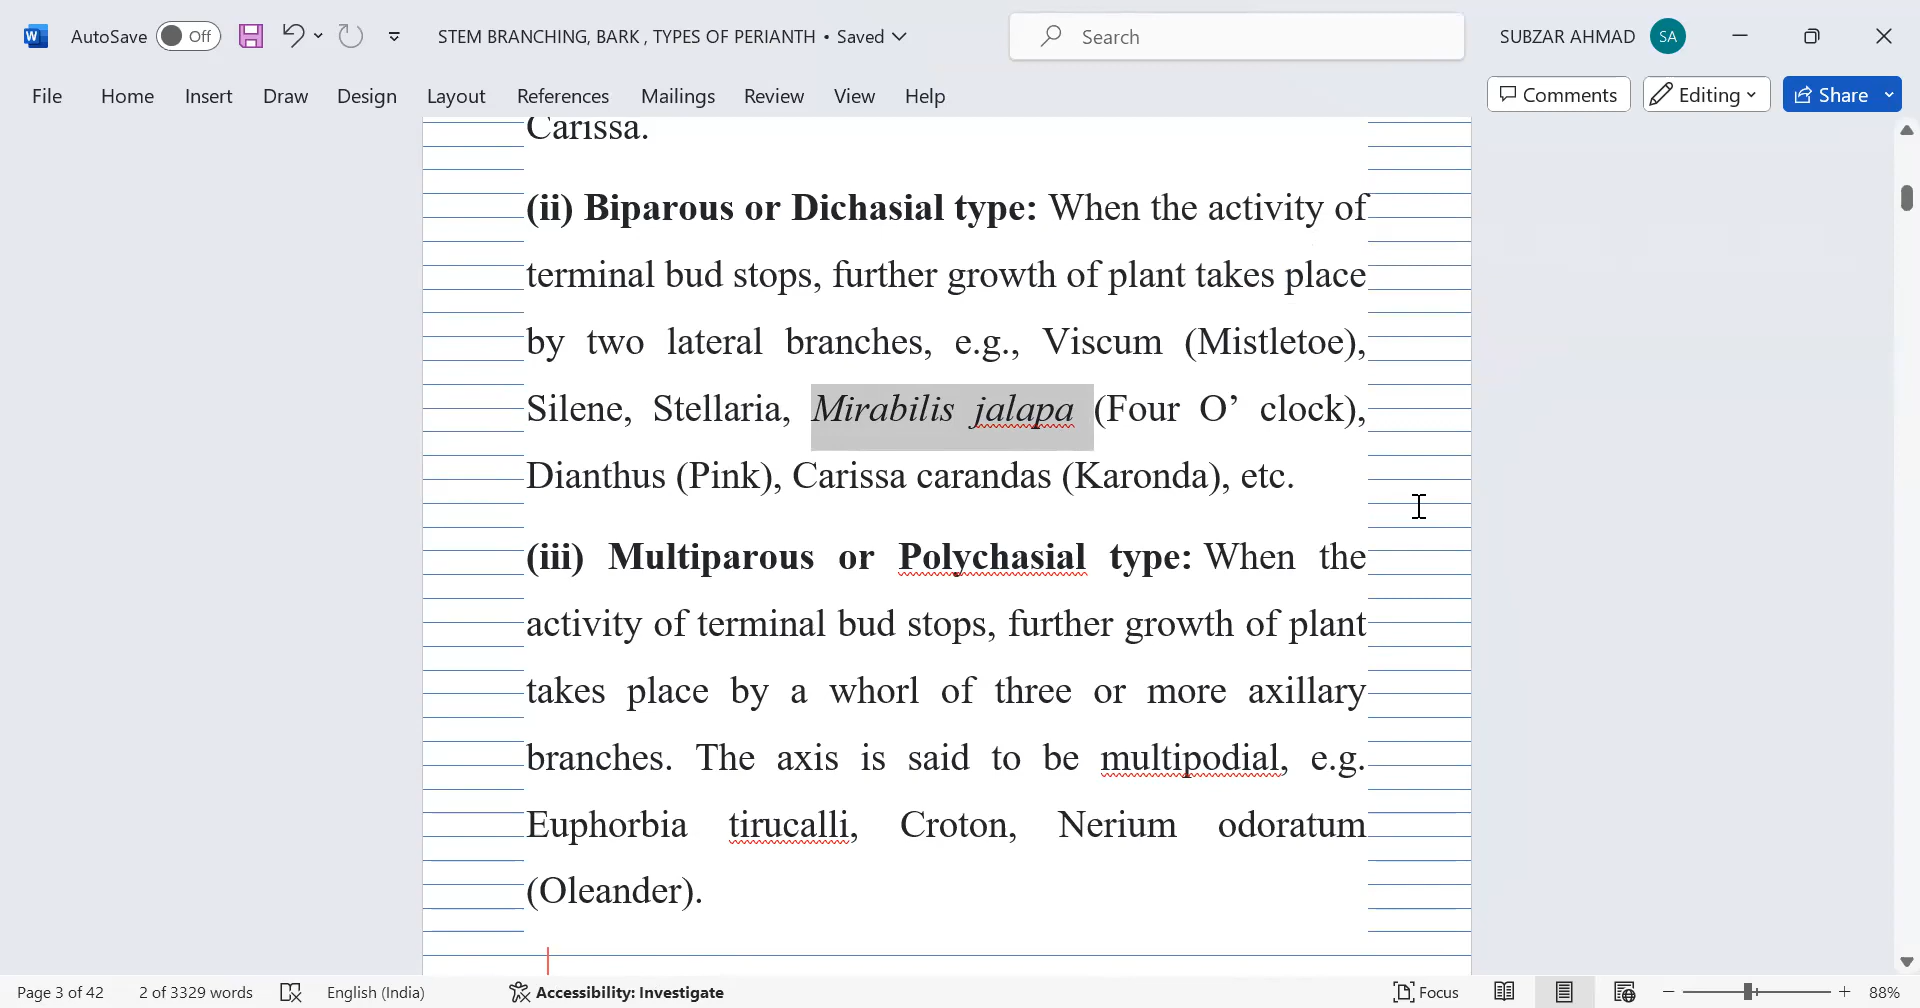 AutoSave Off STEM BRANCHING, BARK , TYPES OF PERIANTH • Saved Search SUBZAR AHMAD SA
File Home Insert Draw Design Layout References Mailings Review View Help Comments Editing Share
Carissa.
(ii) Biparous or Dichasial type: When the activity of
terminal bud stops, further growth of plant takes place
by two lateral branches, e.g., Viscum (Mistletoe),
Silene, Stellaria, Mirabilis jalapa (Four O’ clock),
Dianthus (Pink), Carissa carandas (Karonda), etc.
(iii) Multiparous or Polychasial type: When the
activity of terminal bud stops, further growth of plant
takes place by a whorl of three or more axillary
branches. The axis is said to be multipodial, e.g.
Euphorbia tirucalli, Croton, Nerium odoratum
(Oleander).
Page 3 of 42 2 of 3329 words English (India) Accessibility: Investigate Focus 88%